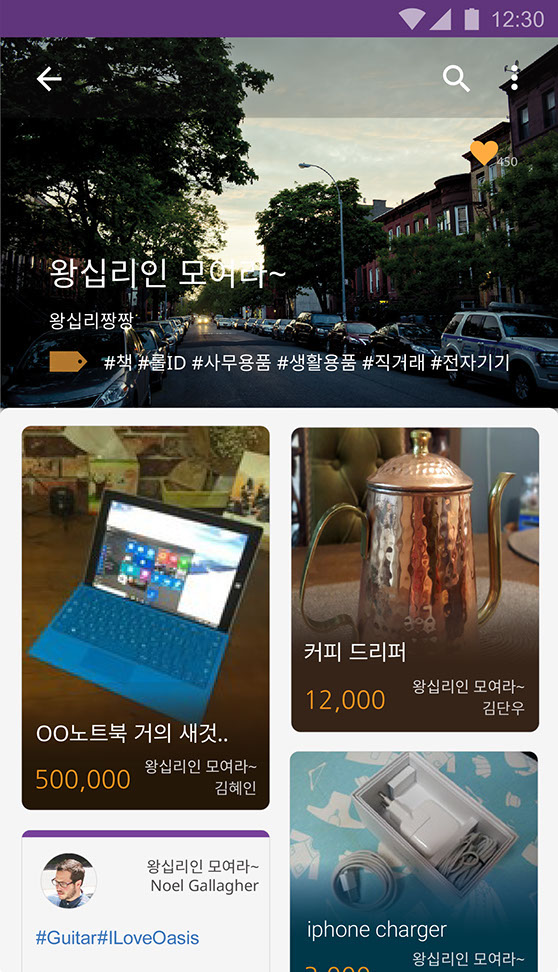 12:30
450
왕십리인 모여라~
왕십리짱짱
#책 #롤ID #사무용품 #생활용품 #직거래 #전자기기
OO노트북 거의 새것..
500,000
왕십리인 모여라~
김혜인
커피 드리퍼
12,000
왕십리인 모여라~
김단우
왕십리인 모여라~
Noel Gallagher
#Guitar#ILoveOasis
iphone charger
왕십리인 모여라~